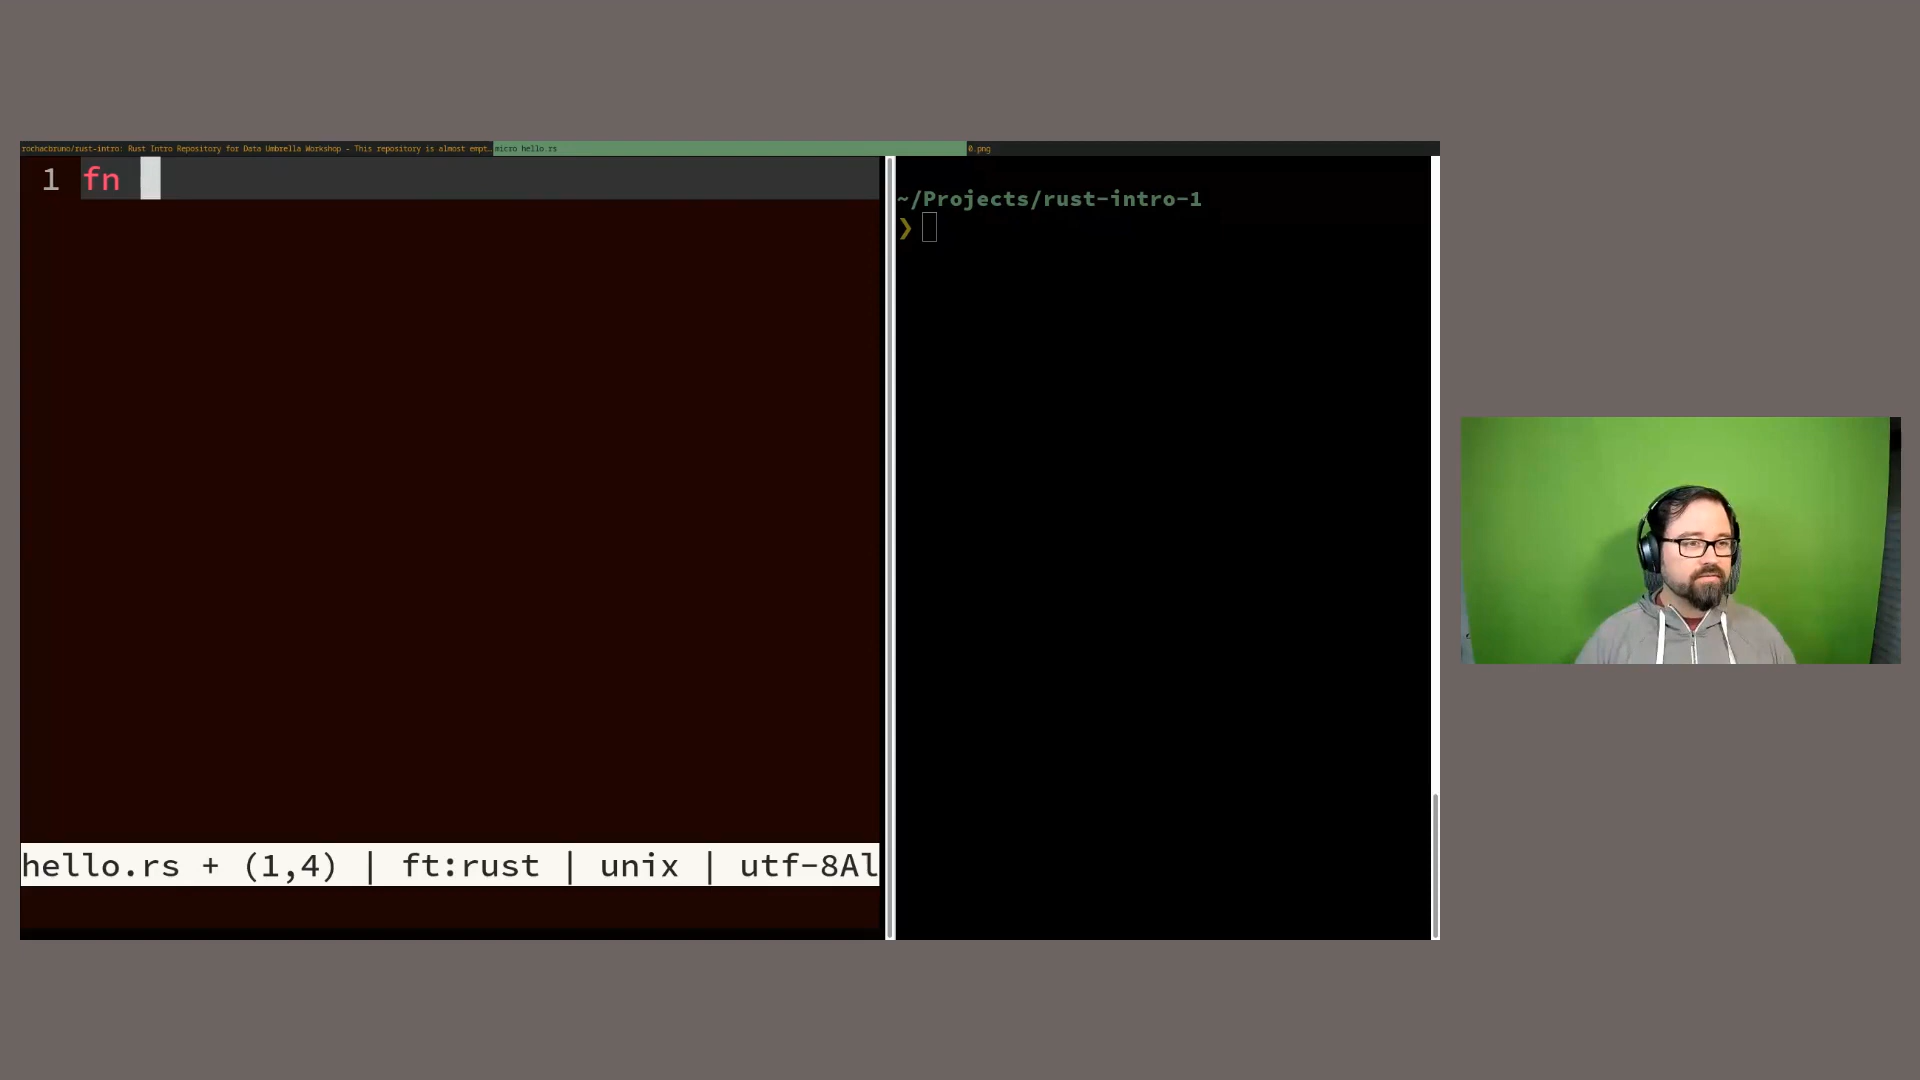 rochacbruno/rust-intro: Rust Intro Repository for Data Umbrella Workshop - This repository is almost empt…
micro hello.rs
0.png
1 fn
~/Projects/rust-intro-1
❯
hello.rs + (1,4) | ft:rust | unix | utf-8Al